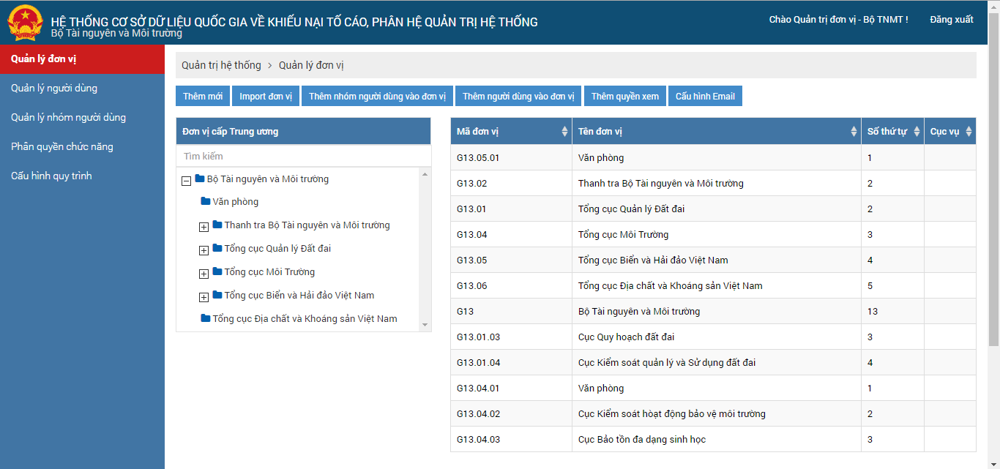 HỆ THỐNG CƠ SỞ DỮ LIỆU QUỐC GIA VỀ KHIẾU NẠI TỐ CÁO, PHÂN HỆ QUẢN TRỊ HỆ THỐNG
Bộ Tài nguyên và Môi trường
Chào Quản trị đơn vị - Bộ TNMT ! Đăng xuất
Quản lý đơn vị
Quản lý người dùng
Quản lý nhóm người dùng
Phân quyền chức năng
Cấu hình quy trình
Quản trị hệ thống > Quản lý đơn vị
Thêm mới Import đơn vị Thêm nhóm người dùng vào đơn vị Thêm người dùng vào đơn vị Thêm quyền xem Cấu hình Email
Đơn vị cấp Trung ương
Tìm kiếm
Bộ Tài nguyên và Môi trường
Văn phòng
Thanh tra Bộ Tài nguyên và Môi trường
Tổng cục Quản lý Đất đai
Tổng cục Môi Trường
Tổng cục Biển và Hải đảo Việt Nam
Tổng cục Địa chất và Khoáng sản Việt Nam
Mã đơn vị Tên đơn vị Số thứ tự Cục vụ
G13.05.01 Văn phòng 1
G13.02 Thanh tra Bộ Tài nguyên và Môi trường 2
G13.01 Tổng cục Quản lý Đất đai 2
G13.04 Tổng cục Môi Trường 3
G13.05 Tổng cục Biển và Hải đảo Việt Nam 4
G13.06 Tổng cục Địa chất và Khoáng sản Việt Nam 5
G13 Bộ Tài nguyên và Môi trường 13
G13.01.03 Cục Quy hoạch đất đai 3
G13.01.04 Cục Kiểm soát quản lý và Sử dụng đất đai 4
G13.04.01 Văn phòng 1
G13.04.02 Cục Kiểm soát hòạt động bảo vệ môi trường 2
G13.04.03 Cục Bảo tồn đa dạng sinh học 3